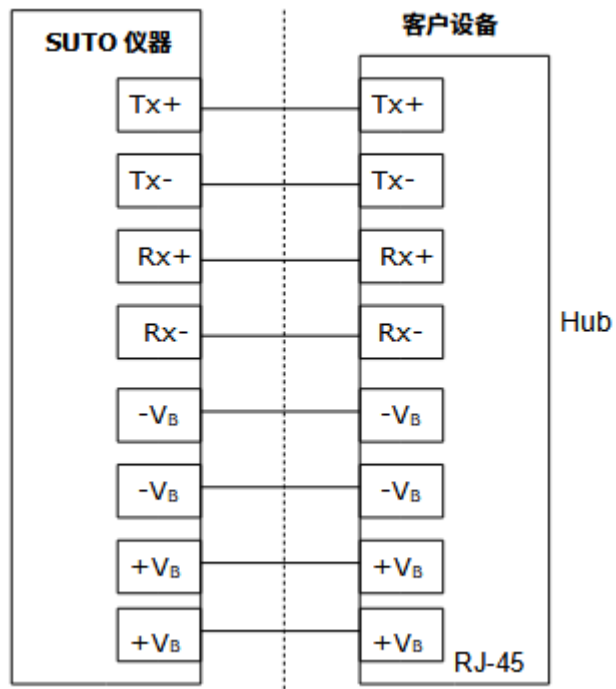 SUTO 仪器
客户设备
Tx+
Tx+
Tx-
Tx-
Rx+
Rx+
Rx-
Rx-
Hub
-VB
-VB
-VB
-VB
+VB
+VB
+VB
+VB
RJ-45